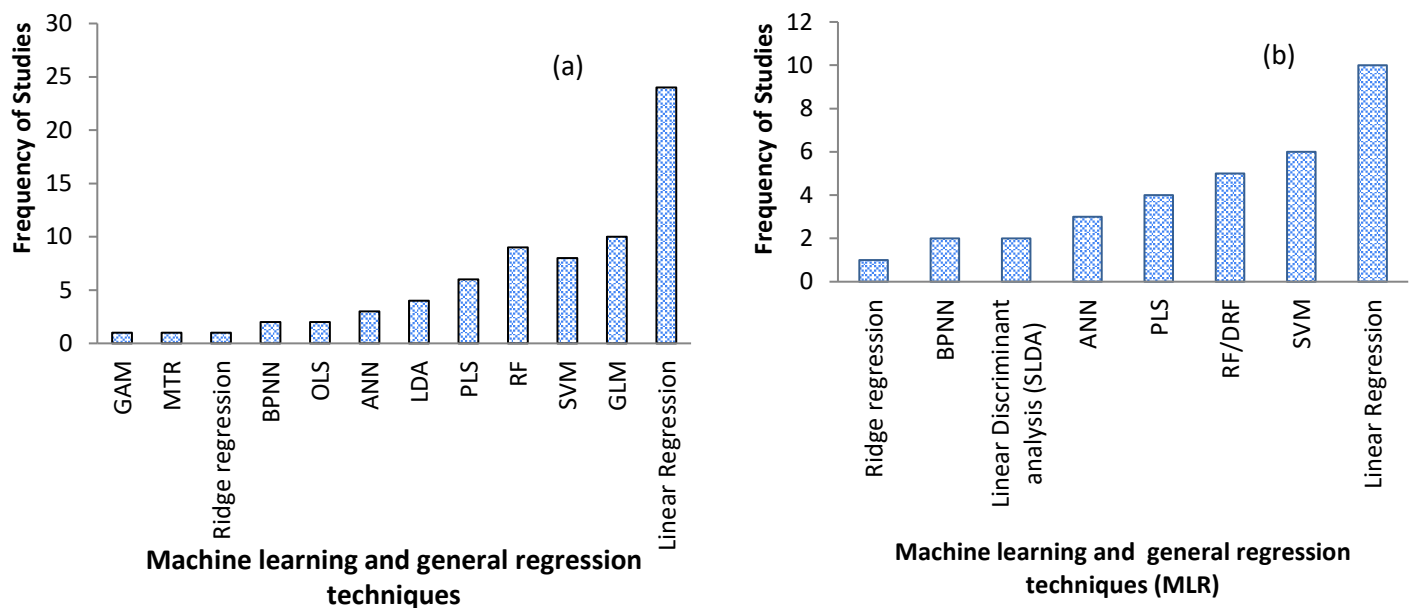 Frequency of Studies
30
25
20
15
10
5
0
(a)
GAM
MTR
Ridge regression
BPNN
OLS
ANN
LDA
PLS
RF
SVM
GLM
Linear Regression
Machine learning and general regression
techniques
Frequency of Studies
12
10
8
6
4
2
0
(b)
Ridge regression
BPNN
Linear Discriminant
analysis (SLDA)
ANN
PLS
RF/DRF
SVM
Linear Regression
Machine learning and general regression
techniques (MLR)